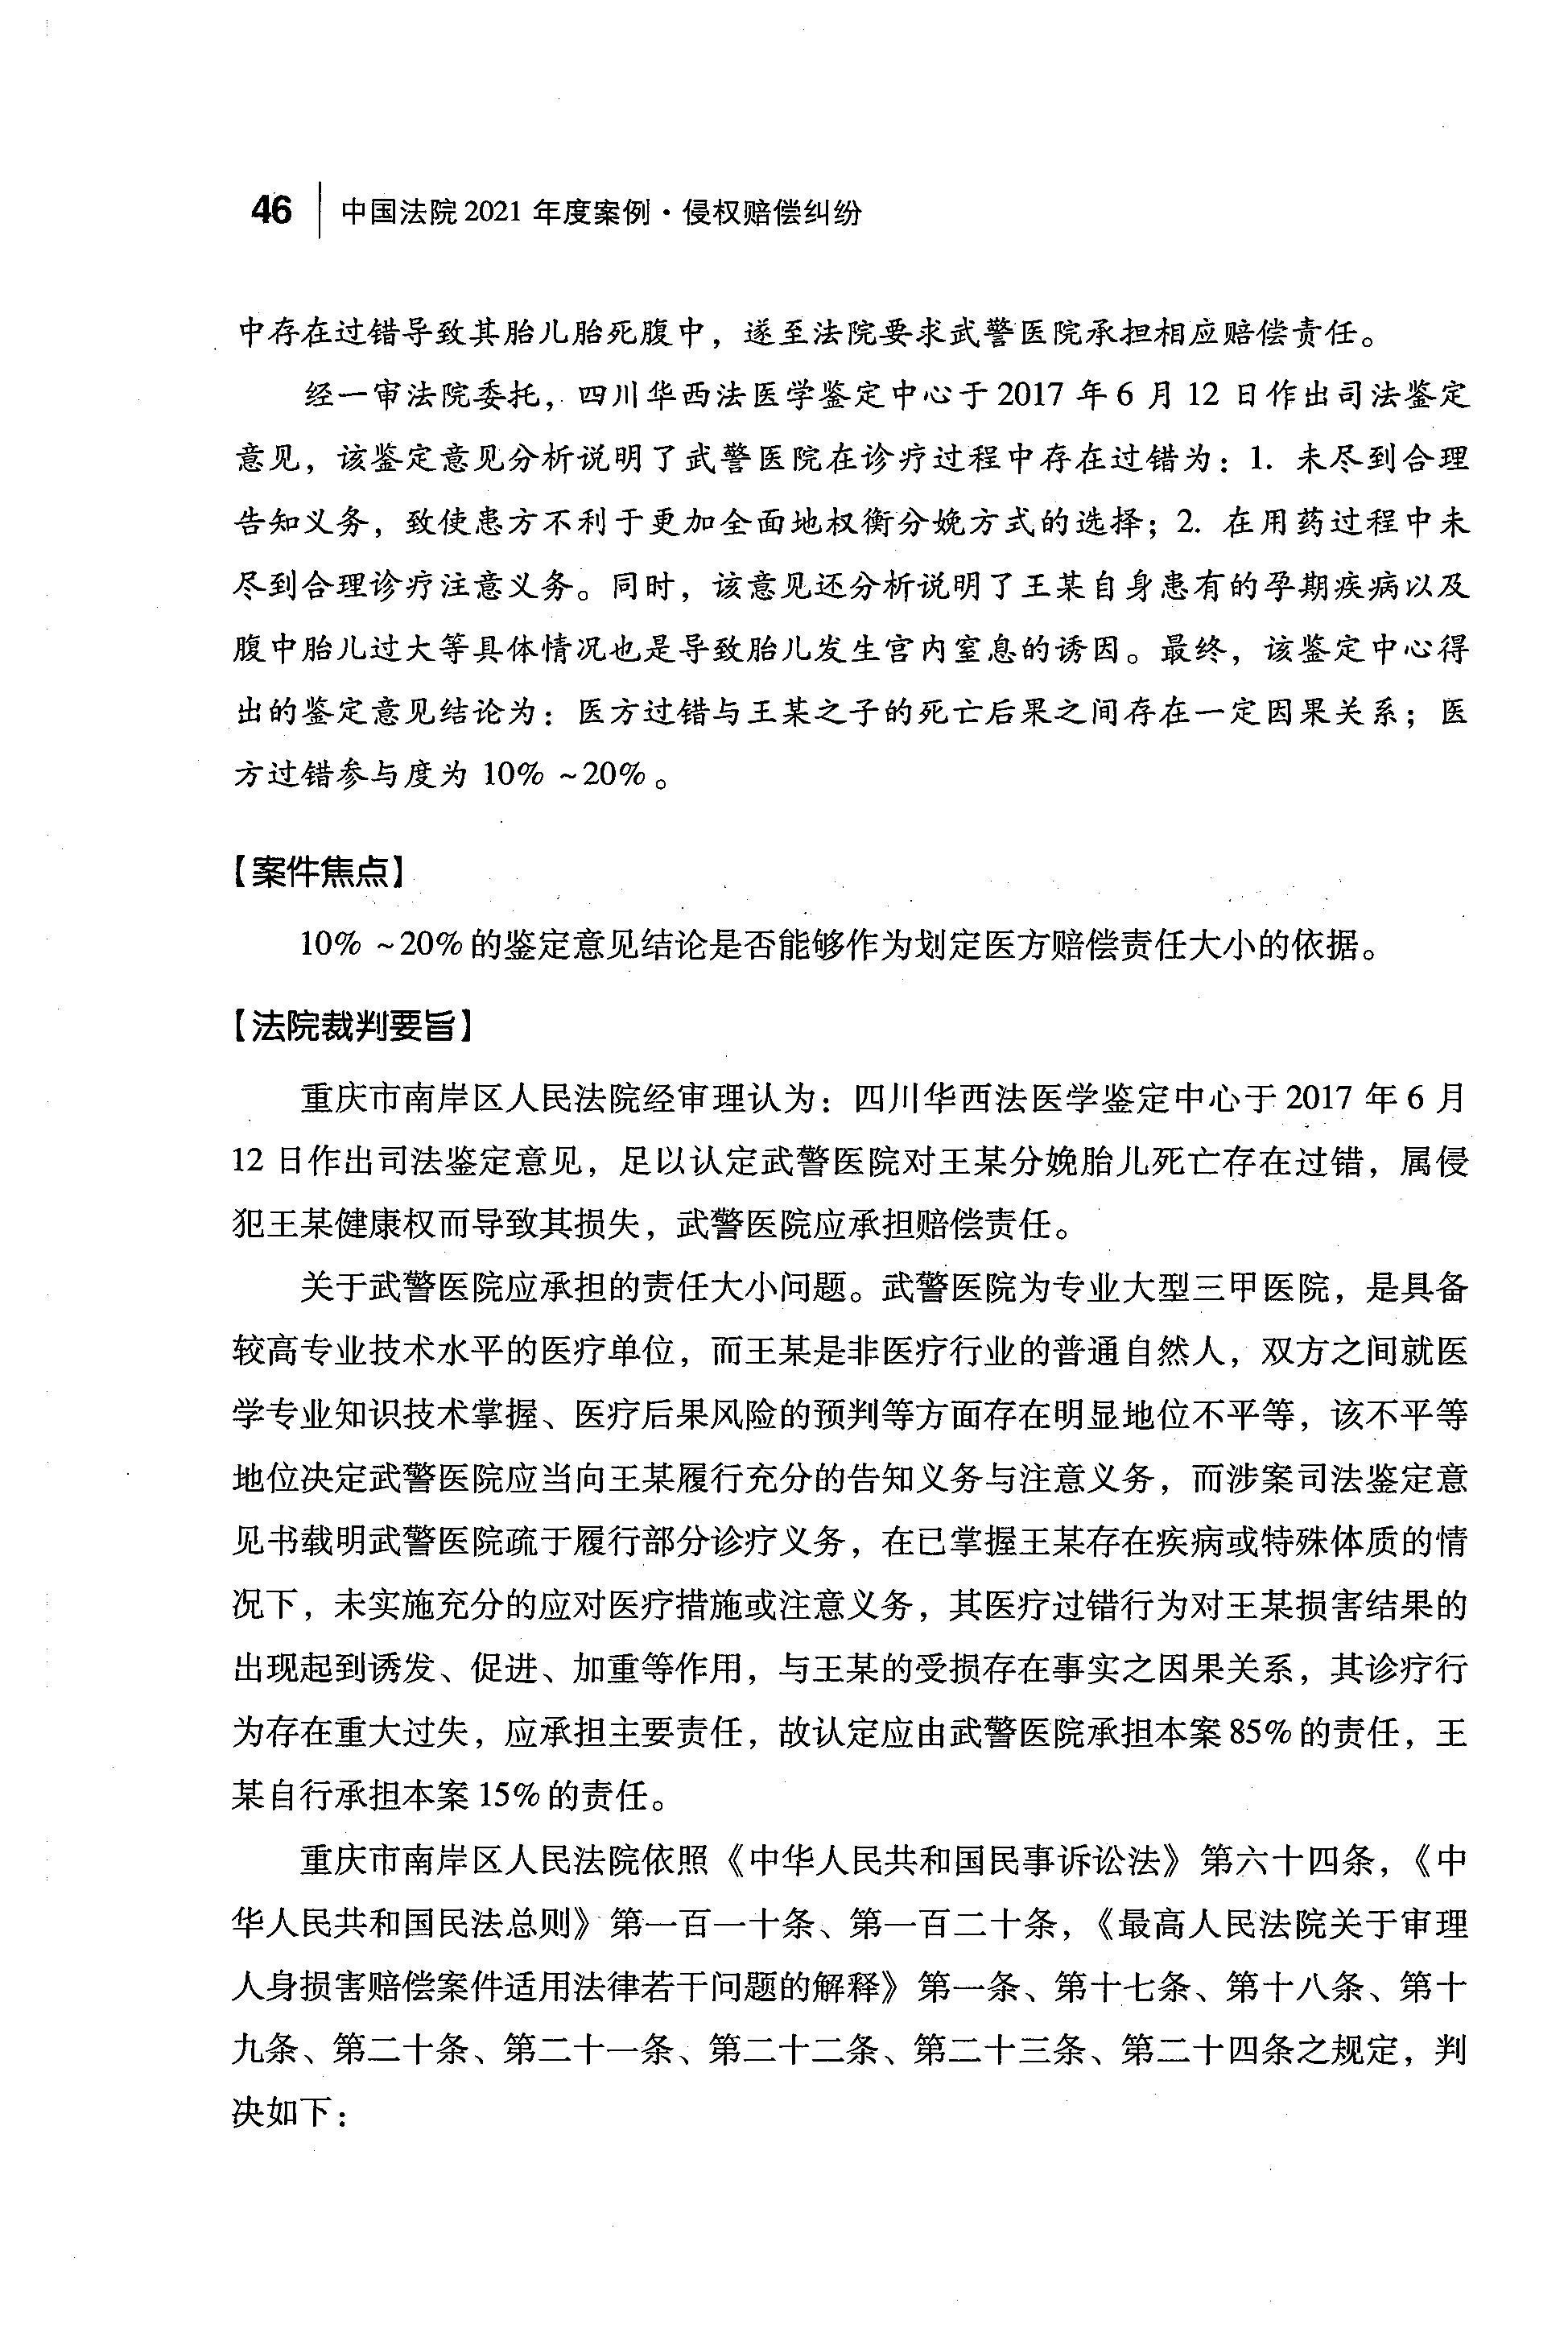 46 中国法院2021年度案例·侵权赔偿纠纷
中存在过错导致其胎儿胎死腹中，遂至法院要求武警医院承担相应赔偿责任。
经一审法院委托，四川华西法医学鉴定中心于2017年6月12日作出司法鉴定
意见，该鉴定意见分析说明了武警医院在诊疗过程中存在过错为：1. 未尽到合理
告知义务，致使患方不利于更加全面地权衡分娩方式的选择；2. 在用药过程中未
尽到合理诊疗注意义务。同时，该意见还分析说明了王某自身患有的孕期疾病以及
腹中胎儿过大等具体情况也是导致胎儿发生宫内窒息的诱因。最终，该鉴定中心得
出的鉴定意见结论为：医方过错与王某之子的死亡后果之间存在一定因果关系；医
方过错参与度为10%~20%。
【案件焦点】
10%~20%的鉴定意见结论是否能够作为划定医方赔偿责任大小的依据。
【法院裁判要旨】
重庆市南岸区人民法院经审理认为：四川华西法医学鉴定中心于2017年6月
12日作出司法鉴定意见，足以认定武警医院对王某分娩胎儿死亡存在过错，属侵
犯王某健康权而导致其损失，武警医院应承担赔偿责任。
关于武警医院应承担的责任大小问题。武警医院为专业大型三甲医院，是具备
较高专业技术水平的医疗单位，而王某是非医疗行业的普通自然人，双方之间就医
学专业知识技术掌握、医疗后果风险的预判等方面存在明显地位不平等，该不平等
地位决定武警医院应当向王某履行充分的告知义务与注意义务，而涉案司法鉴定意
见书载明武警医院疏于履行部分诊疗义务，在已掌握王某存在疾病或特殊体质的情
况下，未实施充分的应对医疗措施或注意义务，其医疗过错行为对王某损害结果的
出现起到诱发、促进、加重等作用，与王某的受损存在事实之因果关系，其诊疗行
为存在重大过失，应承担主要责任，故认定应由武警医院承担本案85%的责任，王
某自行承担本案15%的责任。
重庆市南岸区人民法院依照《中华人民共和国民事诉讼法》第六十四条，《中
华人民共和国民法总则》第一百一十条、第一百二十条，《最高人民法院关于审理
人身损害赔偿案件适用法律若干问题的解释》第一条、第十七条、第十八条、第十
九条、第二十条、第二十一条、第二十二条、第二十三条、第二十四条之规定，判
决如下：